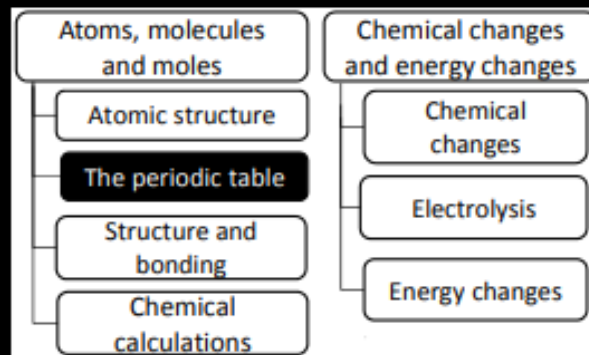 Atoms, molecules
and moles
Atomic structure
The periodic table
Structure and
bonding
Chemical
calculations
Chemical changes
and energy changes
Chemical
changes
Electrolysis
Energy changes